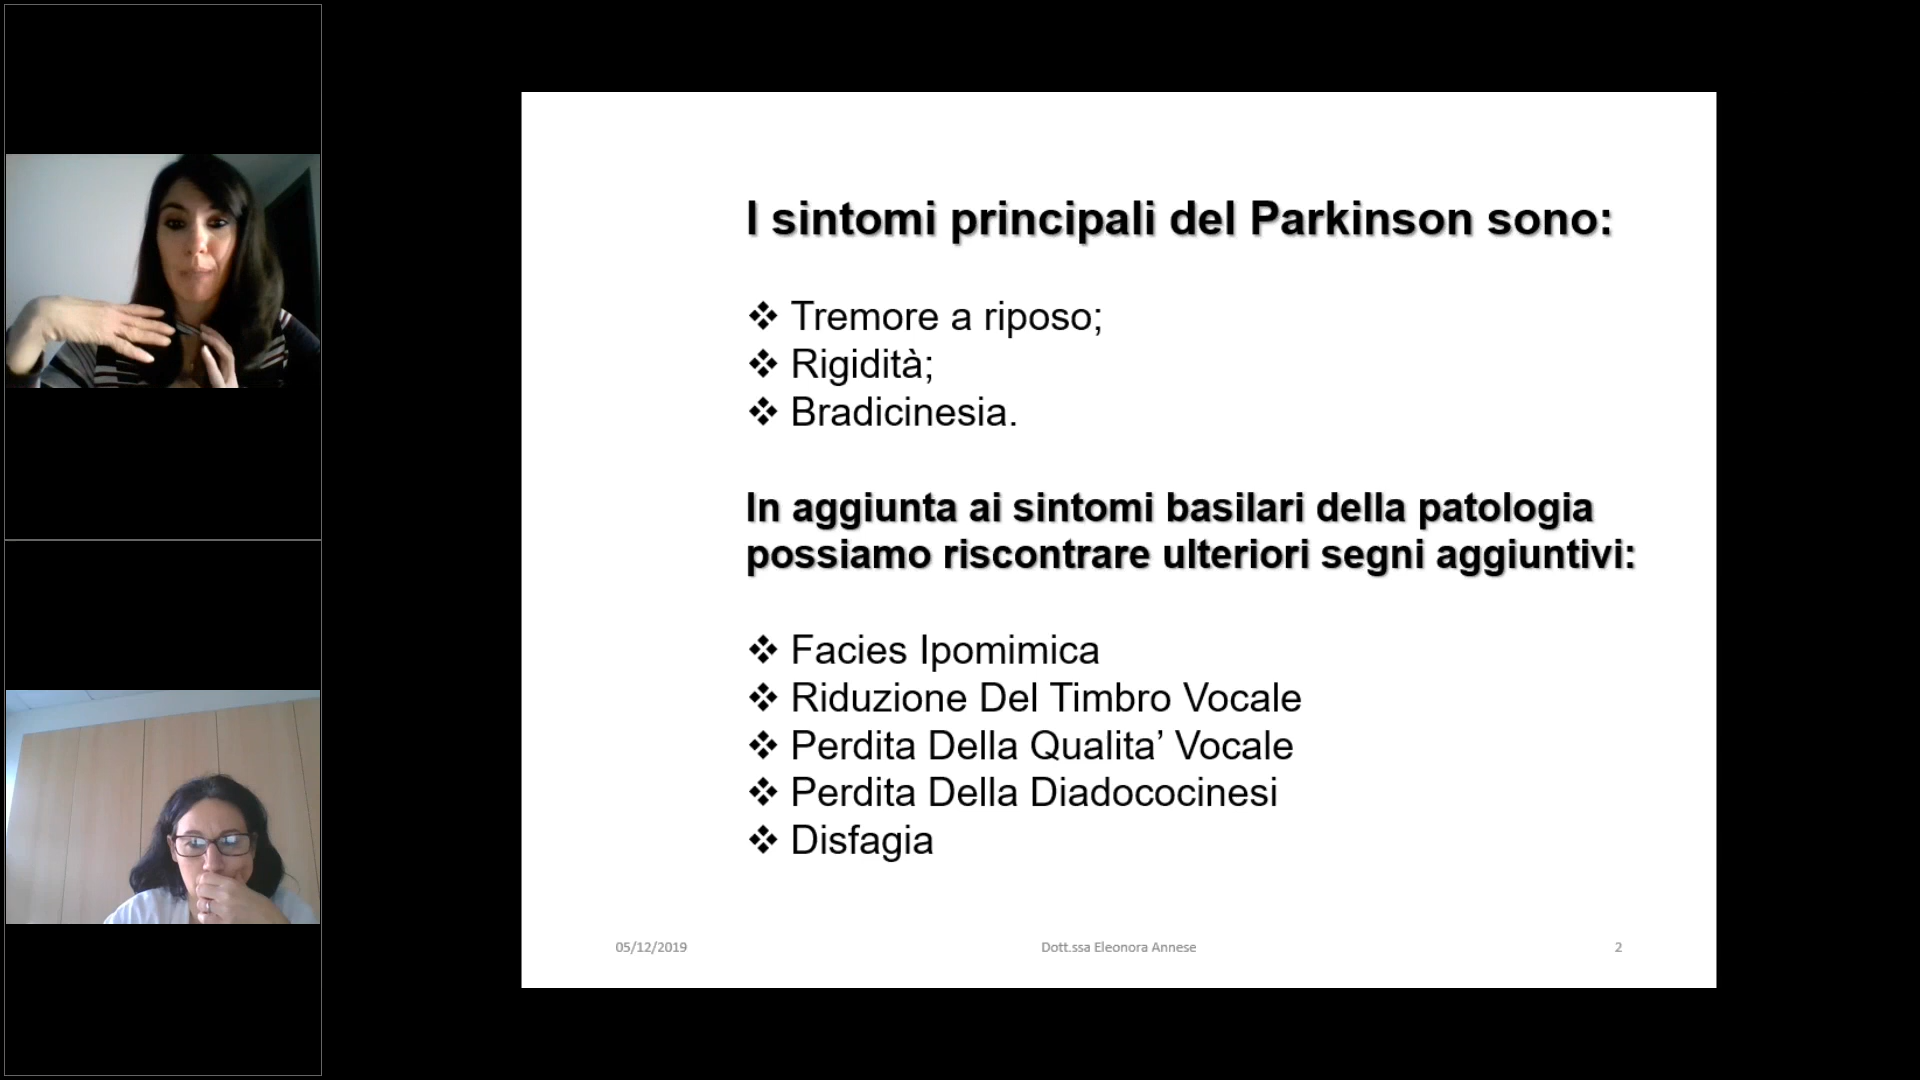 I sintomi principali del Parkinson sono:
❖ Tremore a riposo;
❖ Rigidità;
❖ Bradicinesia.
In aggiunta ai sintomi basilari della patologia
possiamo riscontrare ulteriori segni aggiuntivi:
❖ Facies Ipomimica
❖ Riduzione Del Timbro Vocale
❖ Perdita Della Qualita’ Vocale
❖ Perdita Della Diadococinesi
❖ Disfagia
05/12/2019
Dott.ssa Eleonora Annese
2